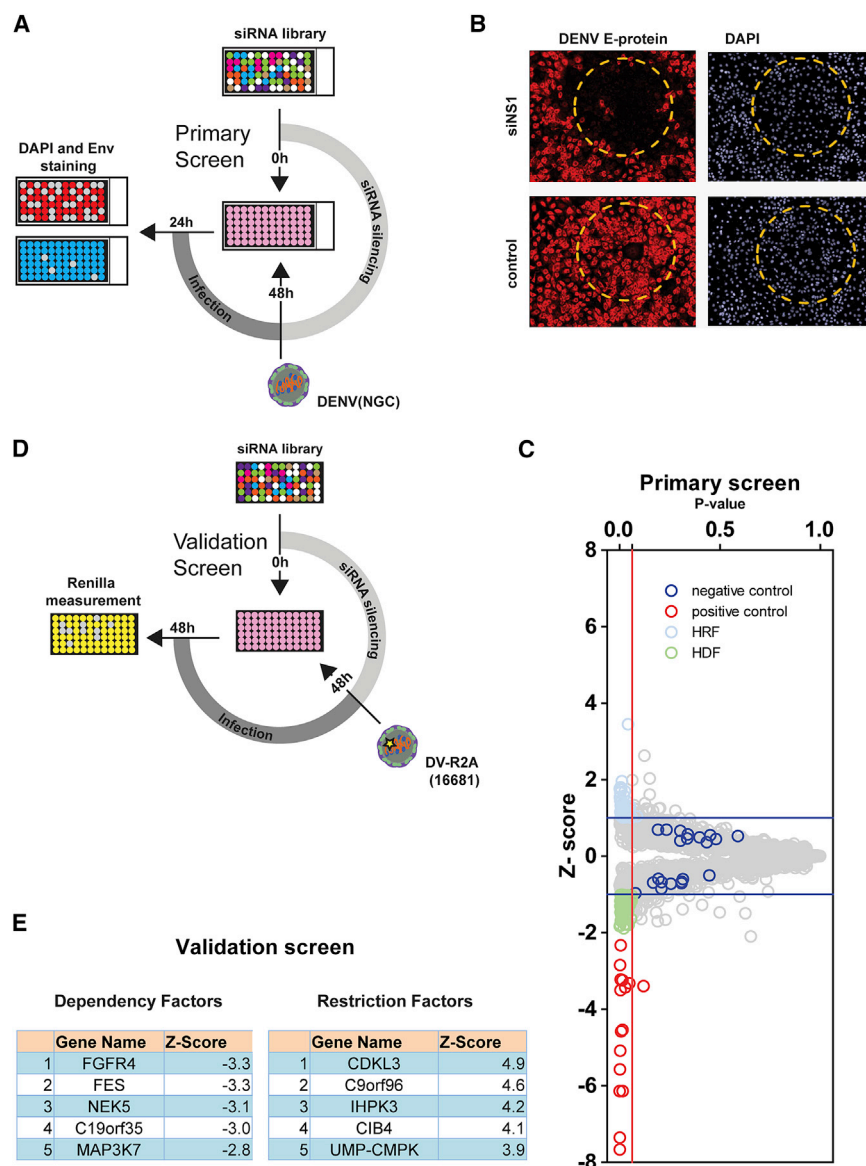 A
siRNA library
Primary
Screen
0h
siRNA silencing
DAPI and Env
staining
24h
48h
Infection
DENV(NGC)
B
DENV E-protein
DAPI
siNS1
control
D
siRNA library
Validation
Screen
0h
siRNA silencing
Renilla
measurement
48h
48h
Infection
DV-R2A
(16681)
C
Primary screen
P-value
0.0 0.5 1.0
8
6
4
2
0
-2
-4
-6
-8
Z- score
negative control
positive control
HRF
HDF
E
Validation screen
Dependency Factors
Gene Name Z-Score
1 FGFR4 -3.3
2 FES -3.3
3 NEK5 -3.1
4 C19orf35 -3.0
5 MAP3K7 -2.8
Restriction Factors
Gene Name Z-Score
1 CDKL3 4.9
2 C9orf96 4.6
3 IHPK3 4.2
4 CIB4 4.1
5 UMP-CMPK 3.9